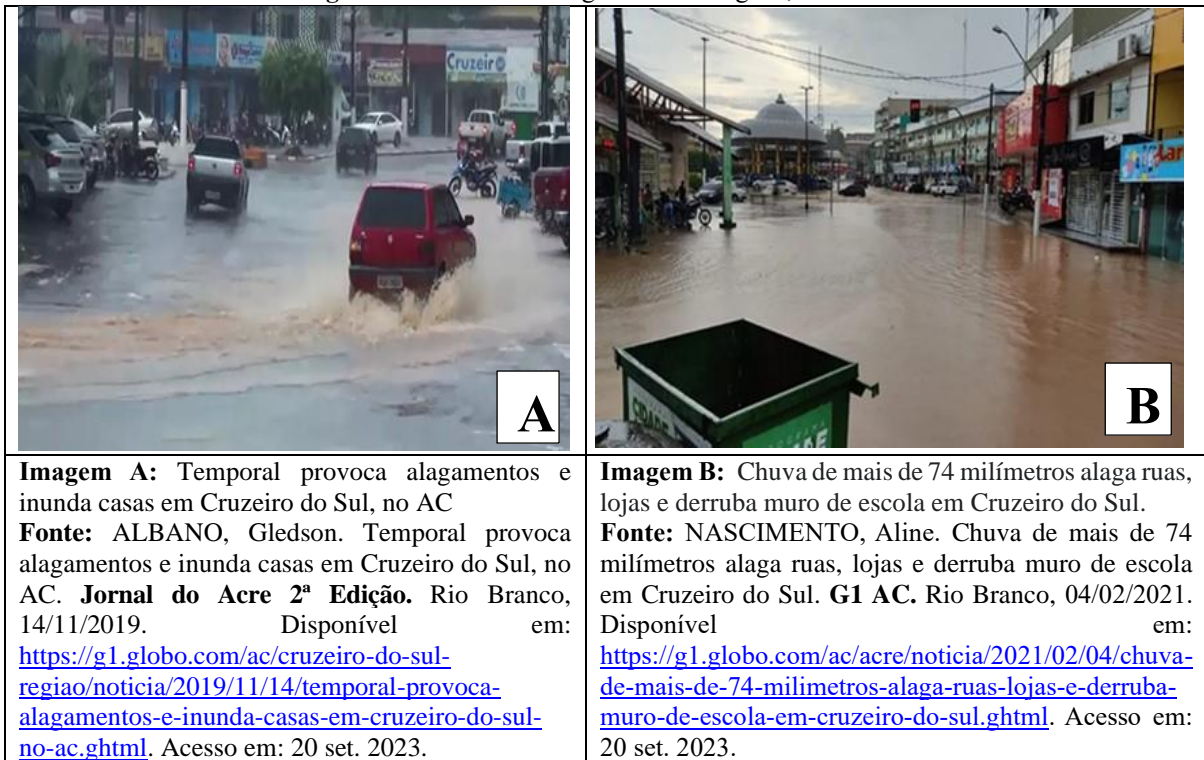 Cruzeiro
A
CIDADE
B
Imagem A: Temporal provoca alagamentos e
inunda casas em Cruzeiro do Sul, no AC
Fonte: ALBANO, Gledson. Temporal provoca
alagamentos e inunda casas em Cruzeiro do Sul, no
AC. Jornal do Acre 2ª Edição. Rio Branco,
14/11/2019. Disponível em:
https://g1.globo.com/ac/cruzeiro-do-sul-
regiao/noticia/2019/11/14/temporal-provoca-
alagamentos-e-inunda-casas-em-cruzeiro-do-sul-
no-ac.ghtml. Acesso em: 20 set. 2023.
Imagem B: Chuva de mais de 74 milímetros alaga ruas,
lojas e derruba muro de escola em Cruzeiro do Sul.
Fonte: NASCIMENTO, Aline. Chuva de mais de 74
milímetros alaga ruas, lojas e derruba muro de escola
em Cruzeiro do Sul. G1 AC. Rio Branco, 04/02/2021.
Disponível em:
https://g1.globo.com/ac/acre/noticia/2021/02/04/chuva-
de-mais-de-74-milimetros-alaga-ruas-lojas-e-derruba-
muro-de-escola-em-cruzeiro-do-sul.ghtml. Acesso em:
20 set. 2023.